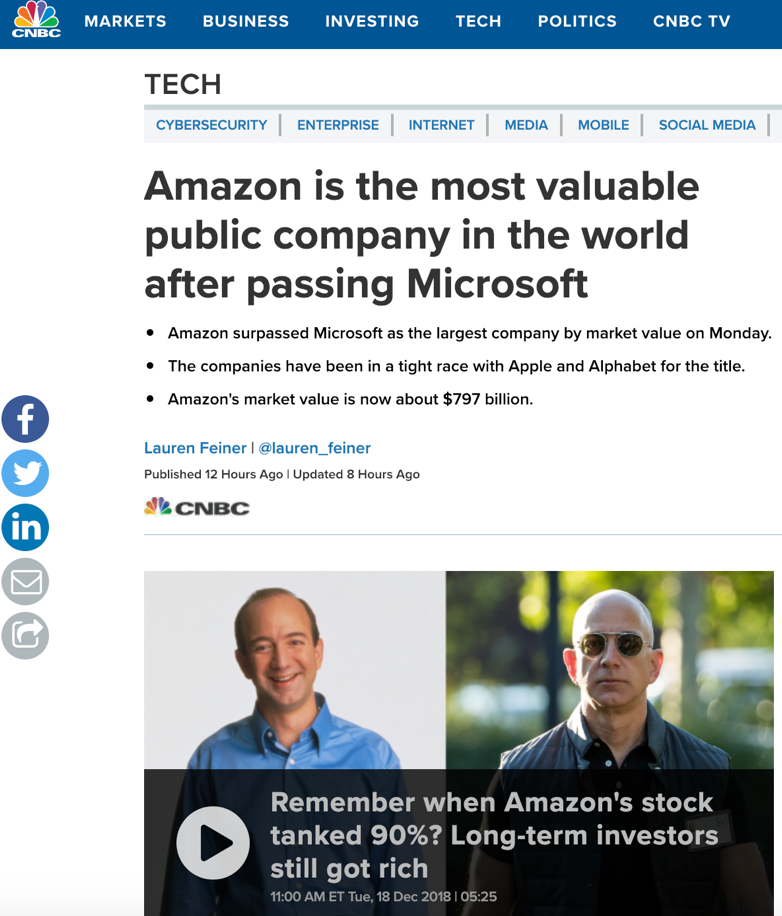 CNBC
MARKETS BUSINESS INVESTING TECH POLITICS CNBC TV
TECH
CYBERSECURITY | ENTERPRISE | INTERNET | MEDIA | MOBILE | SOCIAL MEDIA |
Amazon is the most valuable
public company in the world
after passing Microsoft
• Amazon surpassed Microsoft as the largest company by market value on Monday.
• The companies have been in a tight race with Apple and Alphabet for the title.
• Amazon's market value is now about $797 billion.
Lauren Feiner | @lauren_feiner
Published 12 Hours Ago | Updated 8 Hours Ago
CNBC
f
in
Remember when Amazon's stock
tanked 90%? Long-term investors
still got rich
11:00 AM ET Tue, 18 Dec 2018 | 05:25